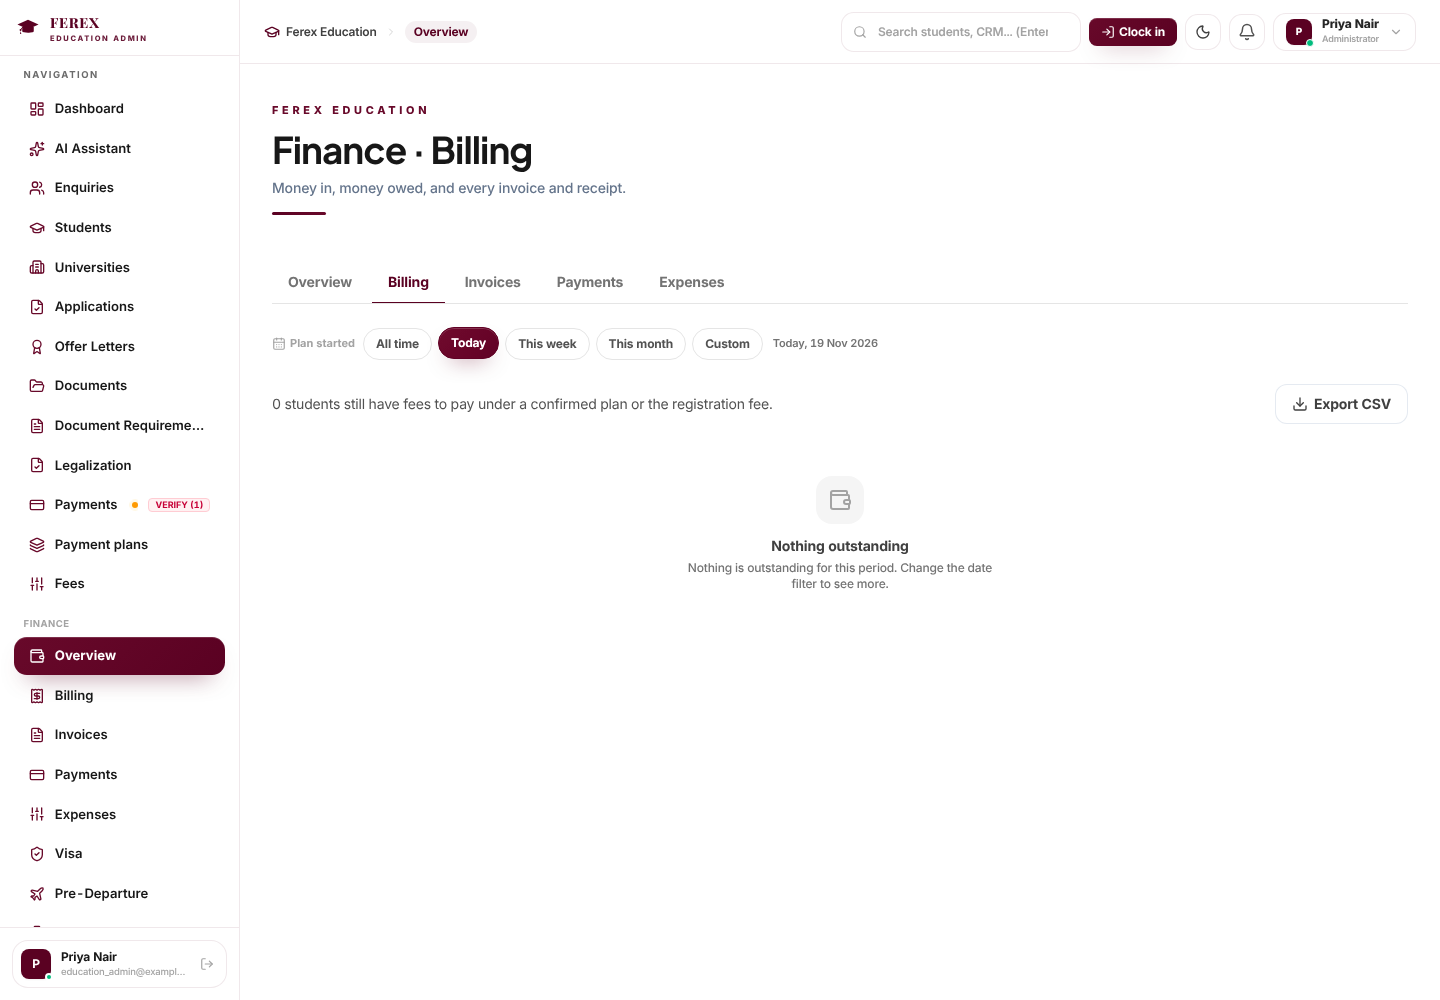 FEREX
EDUCATION ADMIN
NAVIGATION
Dashboard
AI Assistant
Enquiries
Students
Universities
Applications
Offer Letters
Documents
Document Requireme...
Legalization
Payments VERIFY (1)
Payment plans
Fees
FINANCE
Overview
Billing
Invoices
Payments
Expenses
Visa
Pre-Departure
P Priya Nair
education_admin@exampl...
Ferex Education Overview
Search students, CRM... (Enter
Clock in
P Priya Nair
Administrator
FEREX EDUCATION
Finance · Billing
Money in, money owed, and every invoice and receipt.
Overview Billing Invoices Payments Expenses
Plan started All time Today This week This month Custom Today, 19 Nov 2026
0 students still have fees to pay under a confirmed plan or the registration fee.
Export CSV
Nothing outstanding
Nothing is outstanding for this period. Change the date
filter to see more.